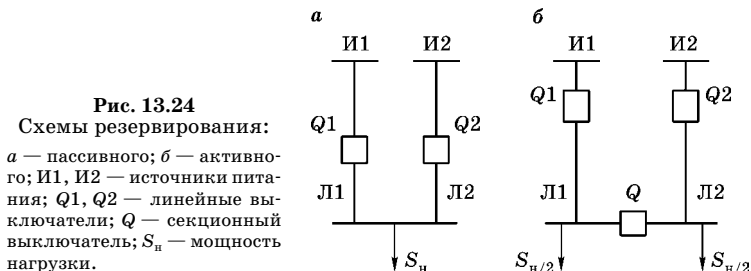 Рис. 13.24
Схемы резервирования:
а — пассивного; б — активно-
го; И1, И2 — источники пита-
ния; Q1, Q2 — линейные вы-
ключатели; Q — секционный
выключатель; Sн — мощность
нагрузки.
а
И1 И2
Q1 Q2
Л1 Л2
Sн
б
И1 И2
Q1 Q2
Л1 Q Л2
Sн/2 Sн/2